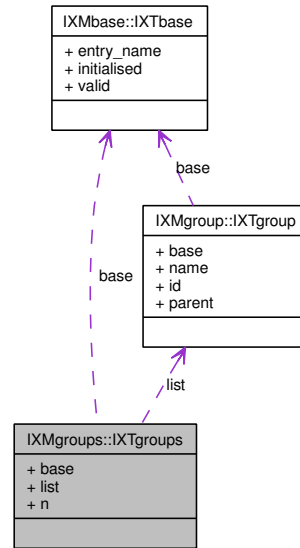 IXMbase::IXTbase
+ entry_name
+ initialised
+ valid
base
IXMgroup::IXTgroup
+ base
+ name
+ id
+ parent
base
list
IXMgroups::IXTgroups
+ base
+ list
+ n